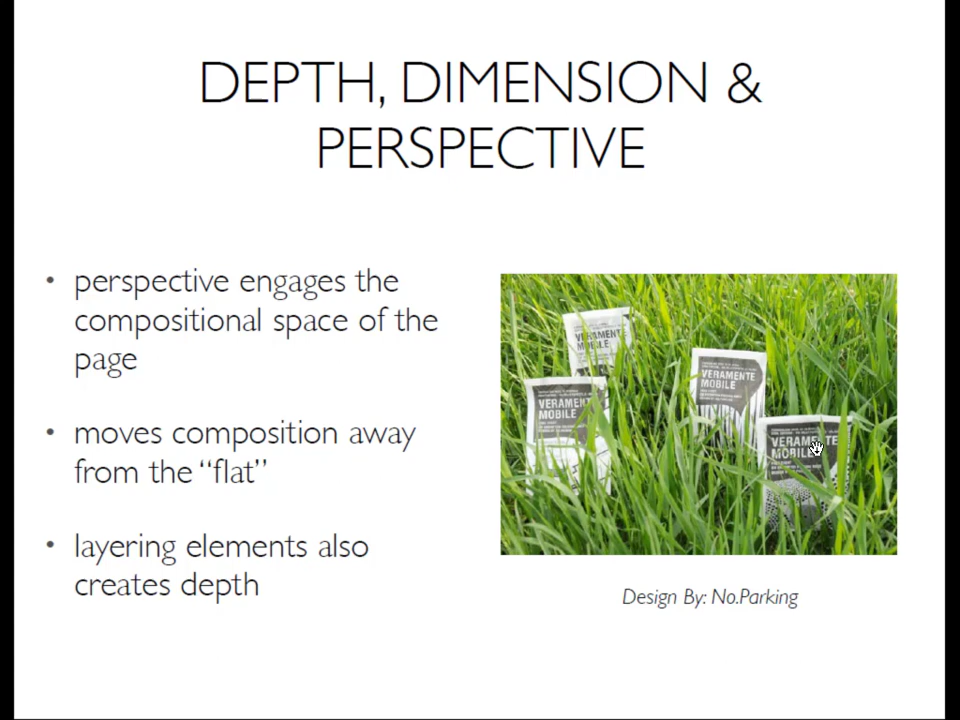 DEPTH, DIMENSION &
PERSPECTIVE
• perspective engages the
compositional space of the
page
• moves composition away
from the “flat”
• layering elements also
creates depth
VERAMENTE
MOBILE
VERAMENTE
MOBILE
VERAMENTE
MOBILE
VERAMENTE
MOBILE
Design By: No.Parking